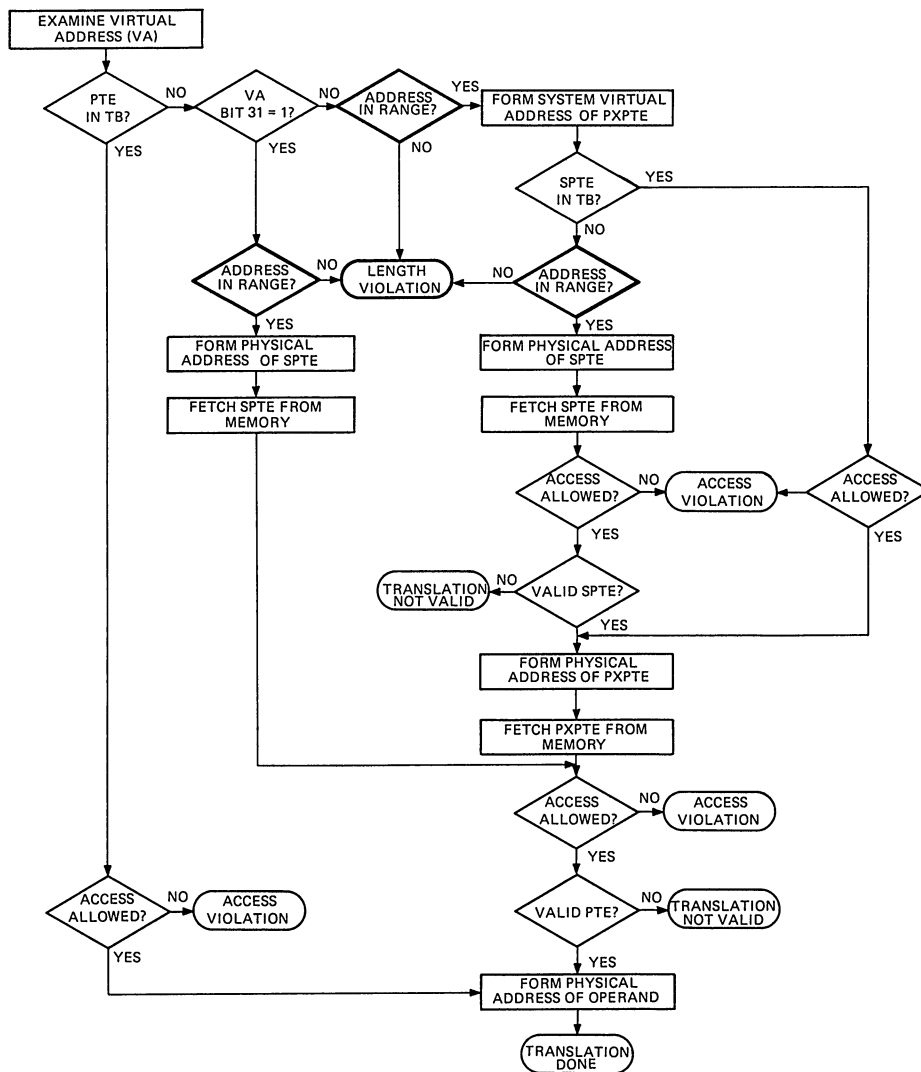 EXAMINE VIRTUAL
ADDRESS (VA)
PTE
IN TB?
NO
VA
BIT 31 = 1?
NO
ADDRESS
IN RANGE?
YES
FORM SYSTEM VIRTUAL
ADDRESS OF PXPTE
YES
YES
NO
SPTE
IN TB?
YES
NO
ADDRESS
IN RANGE?
NO
LENGTH
VIOLATION
NO
ADDRESS
IN RANGE?
YES
YES
FORM PHYSICAL
ADDRESS OF SPTE
FORM PHYSICAL ADDRESS
OF SPTE
FETCH SPTE FROM
MEMORY
FETCH SPTE FROM
MEMORY
ACCESS
ALLOWED?
NO
ACCESS
VIOLATION
ACCESS
ALLOWED?
YES
YES
TRANSLATION
NOT VALID
NO
VALID SPTE?
YES
FORM PHYSICAL
ADDRESS OF PXPTE
FETCH PXPTE FROM
MEMORY
ACCESS
ALLOWED?
NO
ACCESS
VIOLATION
YES
ACCESS
ALLOWED?
NO
ACCESS
VIOLATION
VALID PTE?
NO
TRANSLATION
NOT VALID
YES
YES
FORM PHYSICAL
ADDRESS OF OPERAND
TRANSLATION
DONE